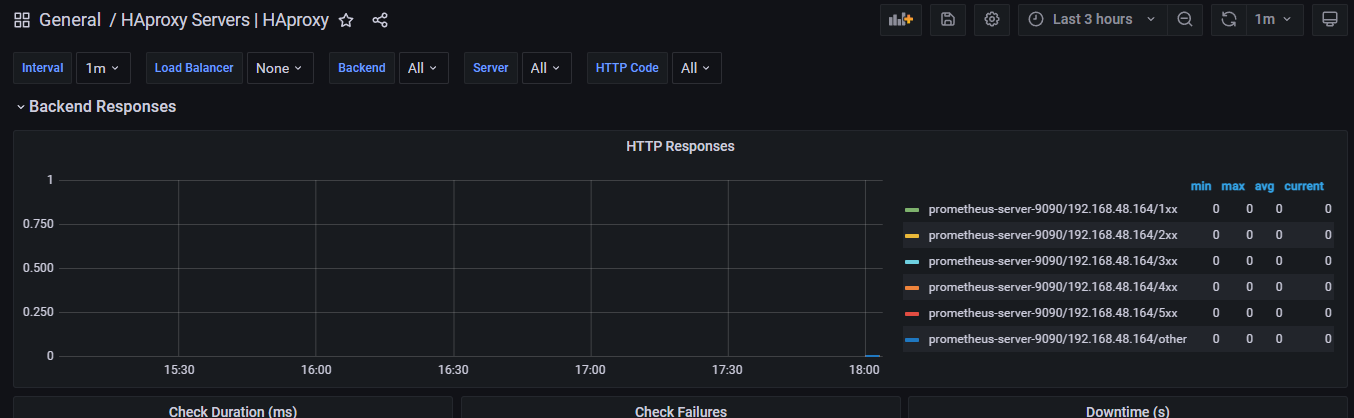 General / HAproxy Servers | HAproxy
Last 3 hours
1m
Interval 1m Load Balancer None Backend All Server All HTTP Code All
Backend Responses
HTTP Responses
1
0.750
0.500
0.250
0
15:30 16:00 16:30 17:00 17:30 18:00
min max avg current
prometheus-server-9090/192.168.48.164/1xx 0 0 0 0
prometheus-server-9090/192.168.48.164/2xx 0 0 0 0
prometheus-server-9090/192.168.48.164/3xx 0 0 0 0
prometheus-server-9090/192.168.48.164/4xx 0 0 0 0
prometheus-server-9090/192.168.48.164/5xx 0 0 0 0
prometheus-server-9090/192.168.48.164/other 0 0 0 0
Check Duration (ms) Check Failures Downtime (s)